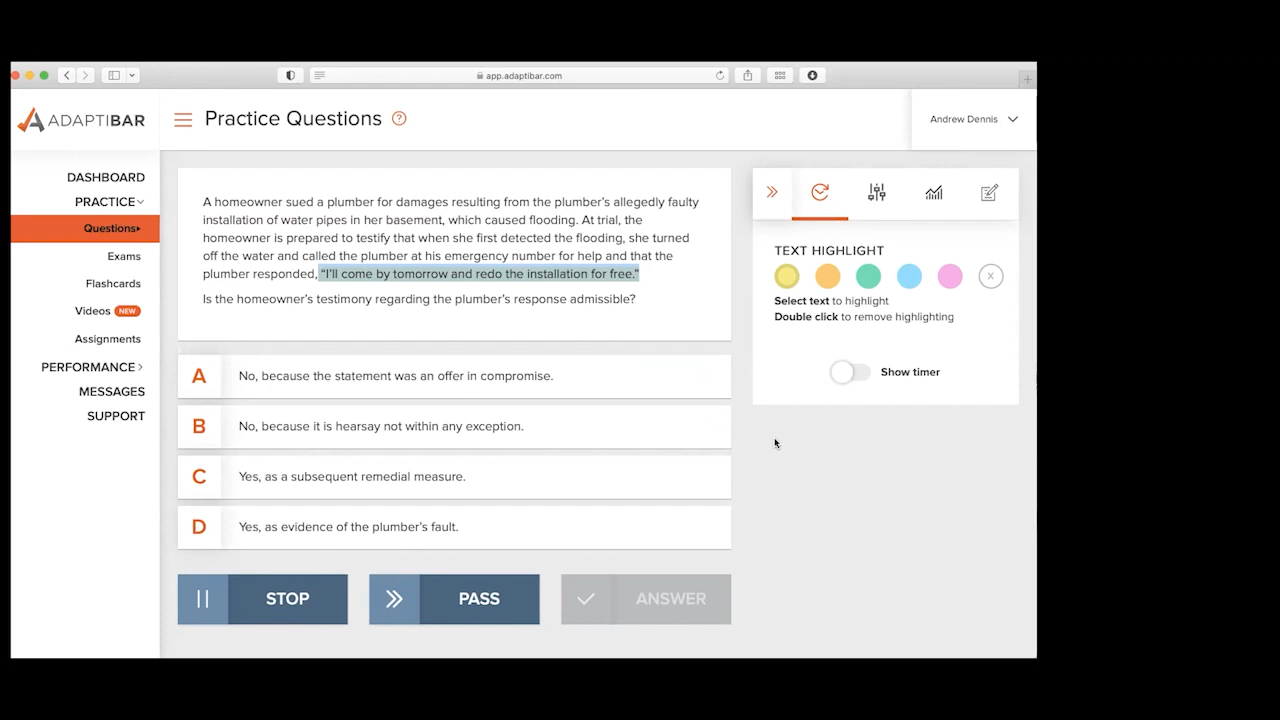 app.adaptibar.com
ADAPTIBAR
Practice Questions
?
Andrew Dennis
DASHBOARD
PRACTICE
Questions
Exams
Flashcards
Videos NEW
Assignments
PERFORMANCE
MESSAGES
SUPPORT
A homeowner sued a plumber for damages resulting from the plumber’s allegedly faulty
installation of water pipes in her basement, which caused flooding. At trial, the
homeowner is prepared to testify that when she first detected the flooding, she turned
off the water and called the plumber at his emergency number for help and that the
plumber responded, “I’ll come by tomorrow and redo the installation for free.”
Is the homeowner’s testimony regarding the plumber’s response admissible?
A No, because the statement was an offer in compromise.
B No, because it is hearsay not within any exception.
C Yes, as a subsequent remedial measure.
D Yes, as evidence of the plumber’s fault.
STOP
PASS
ANSWER
TEXT HIGHLIGHT
x
Select text to highlight
Double click to remove highlighting
Show timer